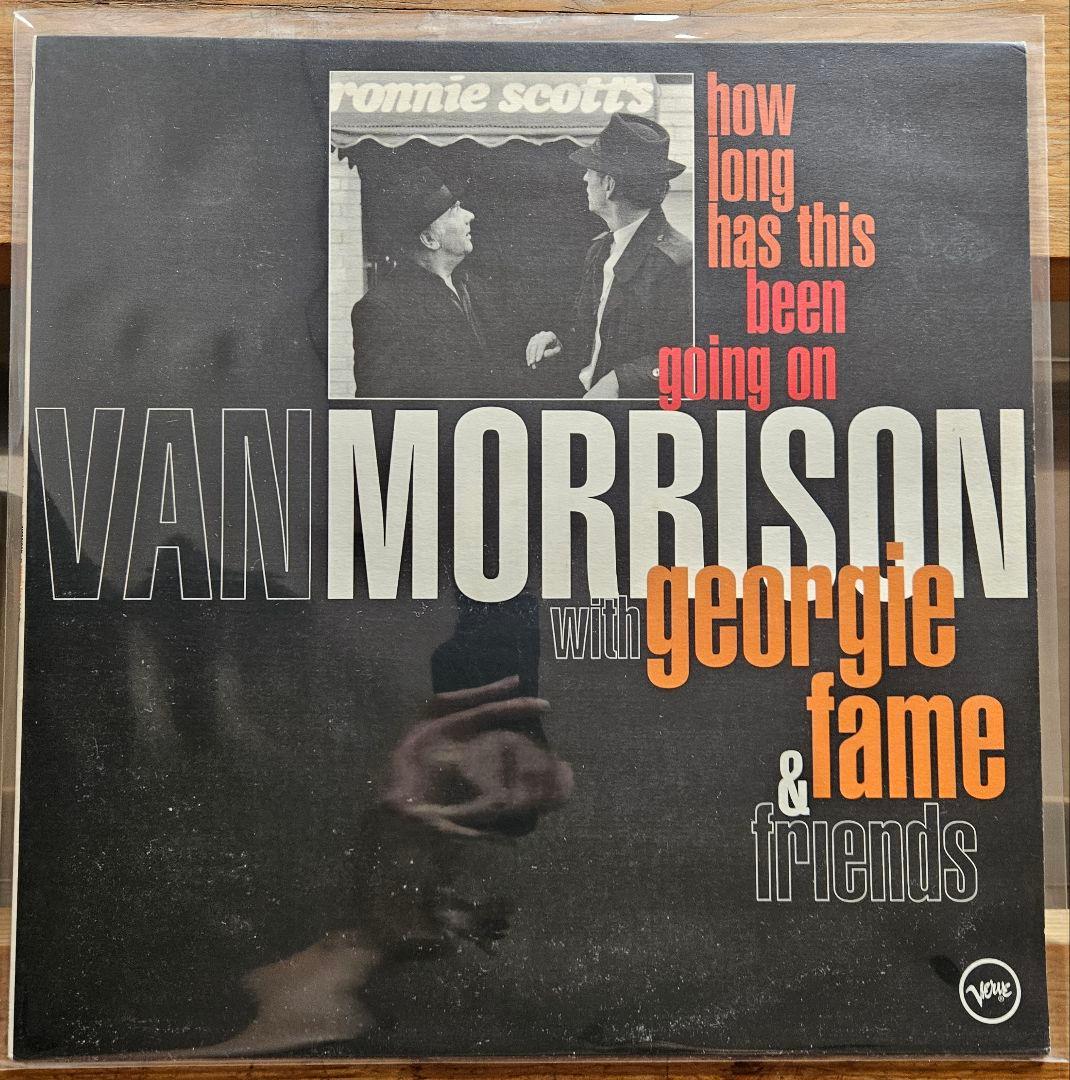 ronnie scott's
how
long
has this
been
going on
VAN MORRISON
with georgie
fame
&
friends
Verve